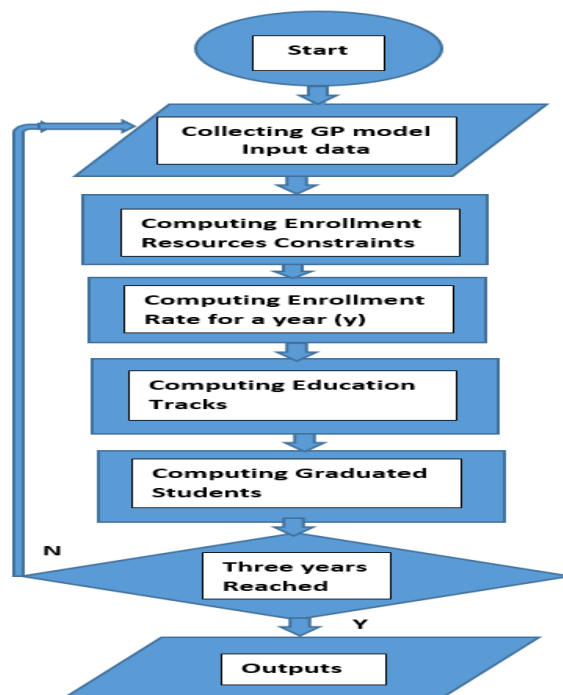 Start
Collecting GP model
Input data
Computing Enrollment
Resources Constraints
Computing Enrollment
Rate for a year (y)
Computing Education
Tracks
Computing Graduated
Students
N
Three years
Reached
Y
Outputs